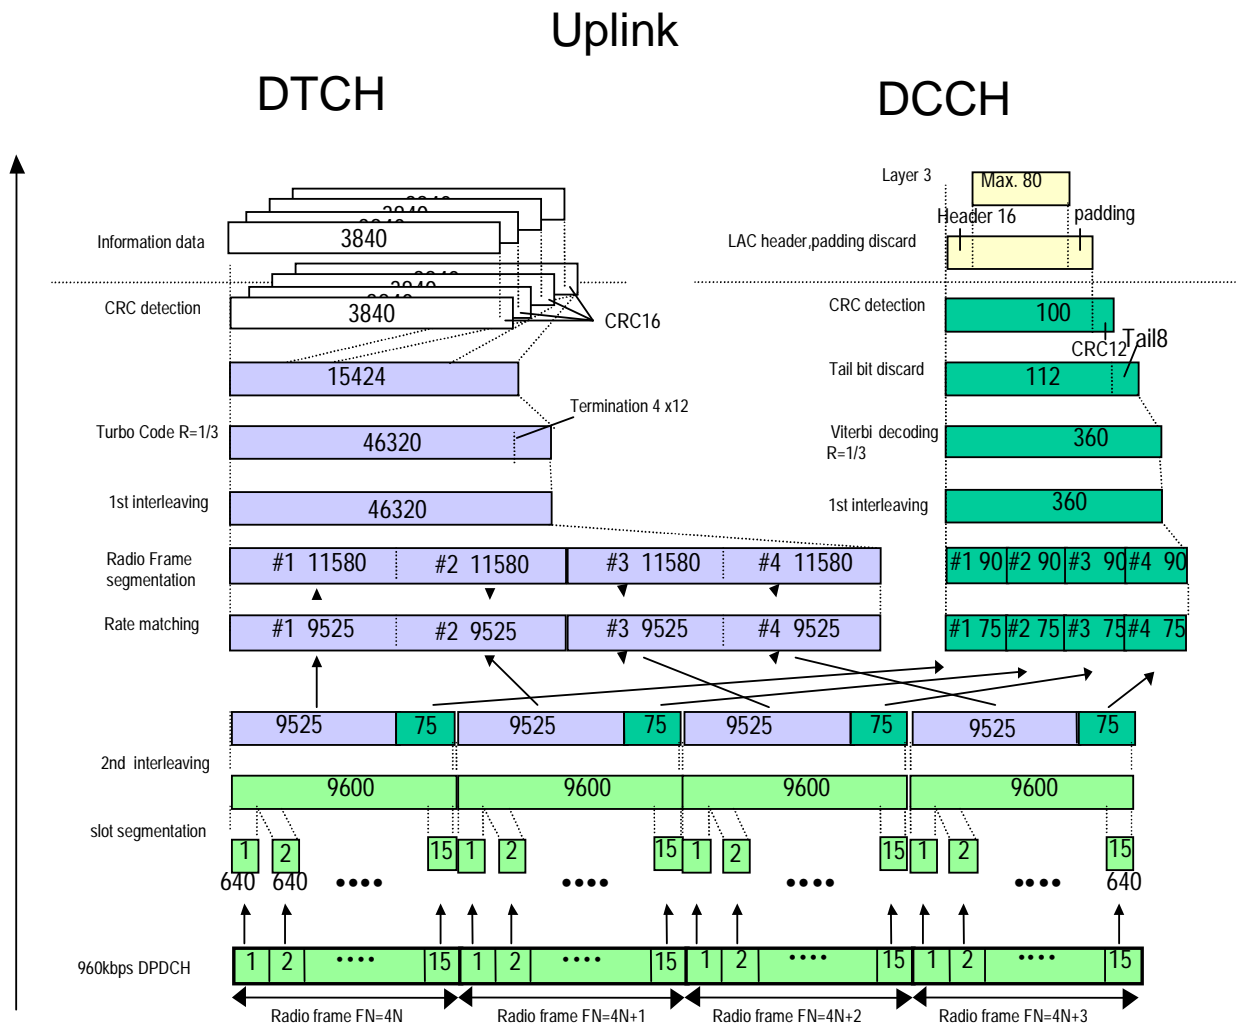 Uplink
DTCH
DCCH
Layer 3
Max. 80
3840
Header 16
padding
Information data
3840
LAC header,padding discard
3840
CRC detection
3840
CRC16
CRC detection
100
CRC12
Tail8
15424
Tail bit discard
112
Termination 4 x12
Turbo Code R=1/3
46320
Viterbi decoding
R=1/3
360
1st interleaving
46320
1st interleaving
360
Radio Frame
segmentation
#1 11580
#2 11580
#3 11580
#4 11580
#1 90
#2 90
#3 90
#4 90
Rate matching
#1 9525
#2 9525
#3 9525
#4 9525
#1 75
#2 75
#3 75
#4 75
9525
75
9525
75
9525
75
9525
75
2nd interleaving
9600
9600
9600
9600
slot segmentation
1
2
15
1
2
15
1
2
15
1
2
15
640
640
••••
••••
••••
••••
640
960kbps DPDCH
1
2
••••
15
1
2
••••
15
1
2
••••
15
1
2
••••
15
Radio frame FN=4N
Radio frame FN=4N+1
Radio frame FN=4N+2
Radio frame FN=4N+3